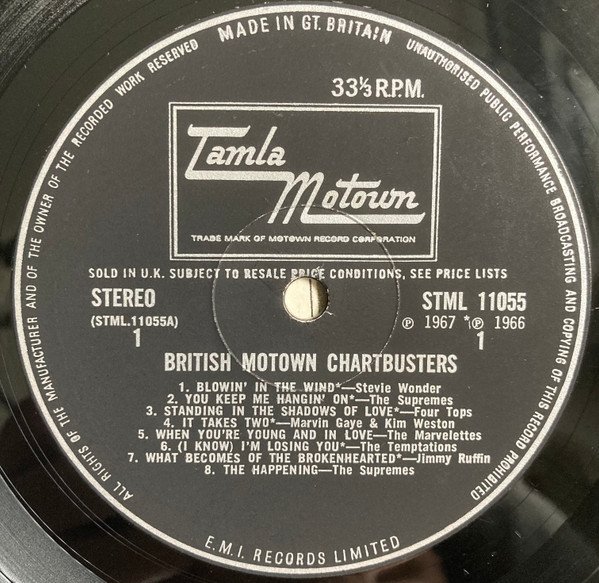 MADE IN GT. BRITAIN
UNAUTHORISED PUBLIC PERFORMANCE BROADCASTING AND COPYING OF THIS RECORD PROHIBITED
ALL RIGHTS OF THE MANUFACTURER AND OF THE OWNER OF THE RECORDED WORK RESERVED
33⅓ R.P.M.
Tamla
Motown
TRADE MARK OF MOTOWN RECORD CORPORATION
SOLD IN U.K. SUBJECT TO RESALE PRICE CONDITIONS, SEE PRICE LISTS
STEREO
(STML.11055A)
1
STML 11055
℗ 1967 *℗ 1966
1
BRITISH MOTOWN CHARTBUSTERS
1. BLOWIN' IN THE WIND*—Stevie Wonder
2. YOU KEEP ME HANGIN' ON*—The Supremes
3. STANDING IN THE SHADOWS OF LOVE*—Four Tops
4. IT TAKES TWO*—Marvin Gaye & Kim Weston
5. WHEN YOU'RE YOUNG AND IN LOVE—The Marvelettes
6. (I KNOW) I'M LOSING YOU*—The Temptations
7. WHAT BECOMES OF THE BROKENHEARTED*—Jimmy Ruffin
8. THE HAPPENING—The Supremes
E.M.I. RECORDS LIMITED